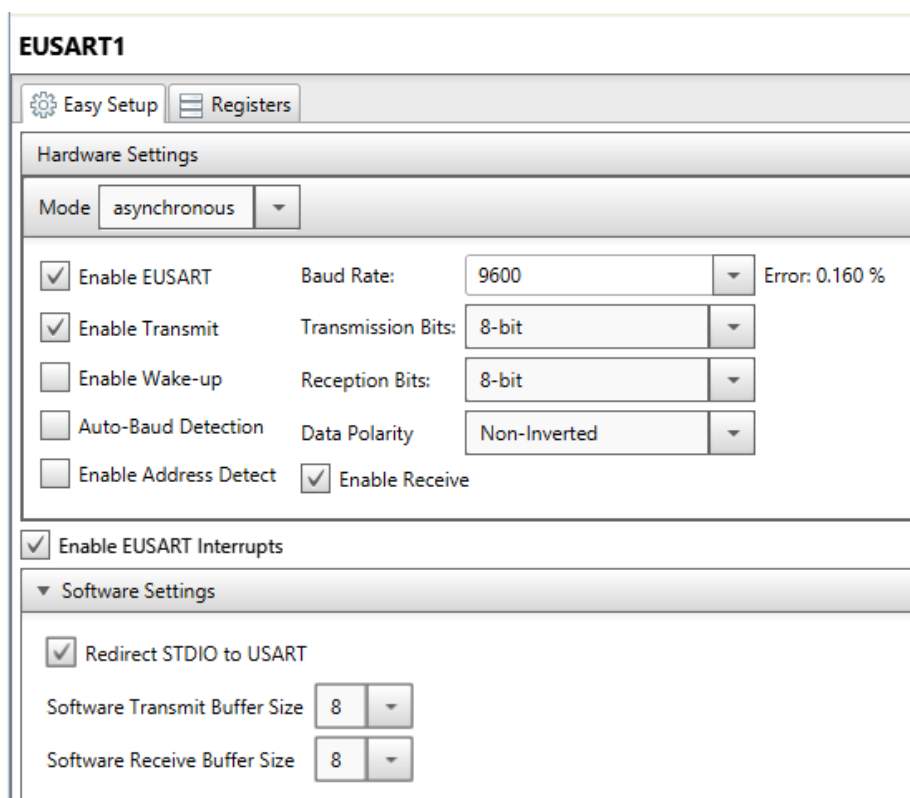 EUSART1
Easy Setup Registers
Hardware Settings
Mode asynchronous
Enable EUSART Baud Rate: 9600 Error: 0.160 %
Enable Transmit Transmission Bits: 8-bit
Enable Wake-up Reception Bits: 8-bit
Auto-Baud Detection Data Polarity Non-Inverted
Enable Address Detect Enable Receive
Enable EUSART Interrupts
Software Settings
Redirect STDIO to USART
Software Transmit Buffer Size 8
Software Receive Buffer Size 8